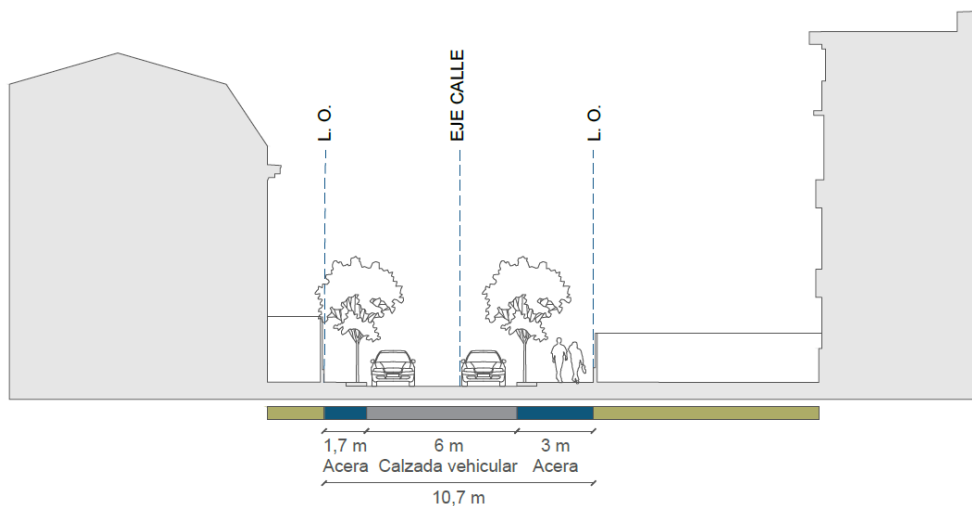 L. O.
EJE CALLE
L. O.
1,7 m
Acera
6 m
Calzada vehicular
3 m
Acera
10,7 m